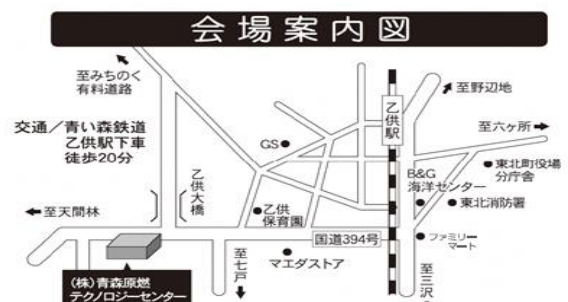 会場案内図
至みちのく
有料道路
至野辺地
乙供駅
交通／青い森鉄道
乙供駅下車
徒歩20分
至六ヶ所
GS
東北町役場
分庁舎
B&G
海洋センター
乙供大橋
東北消防署
至天間林
乙供
保育園
国道394号
ファミリー
マート
至七戸
マエダストア
至三沢
(株)青森原燃
テクノロジーセンター